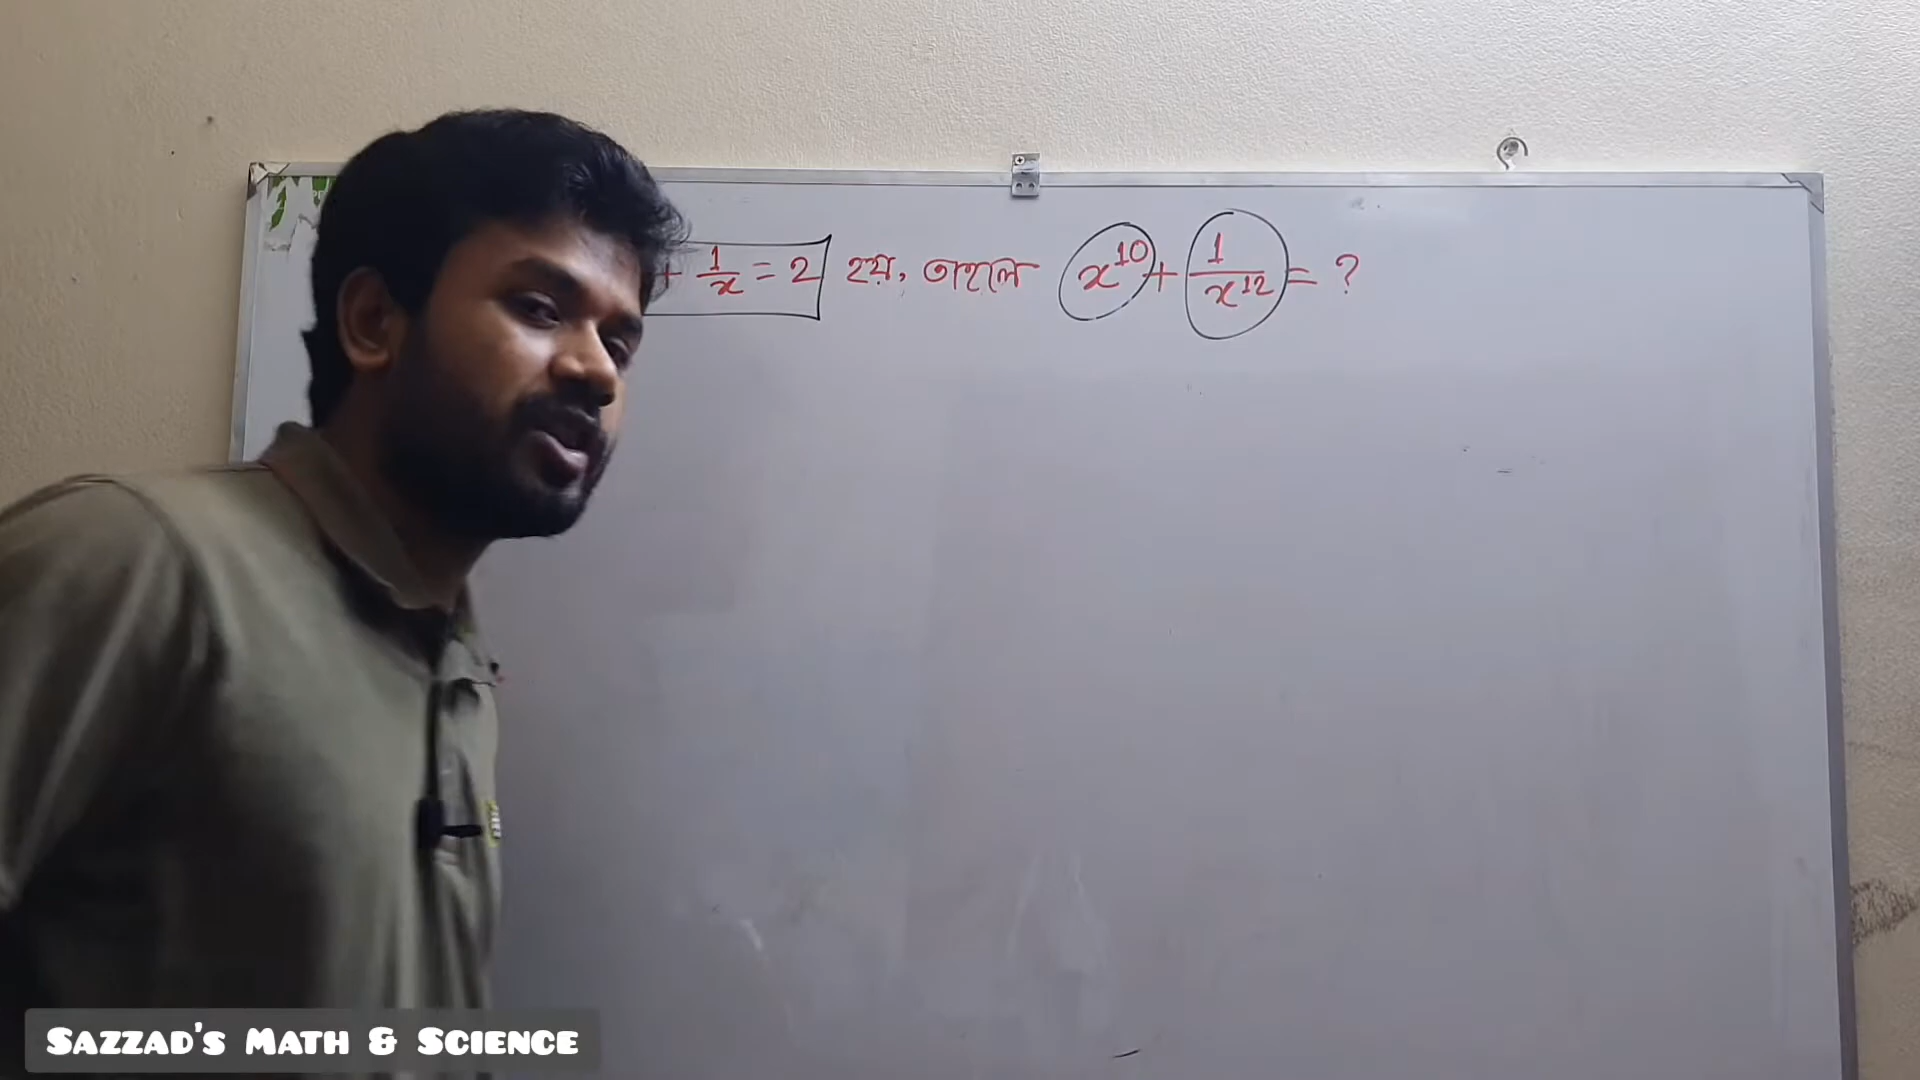 + 1/x = 2 হয়, তাহলে x¹⁰ + 1/x¹² = ?
SAZZAD'S MATH & SCIENCE